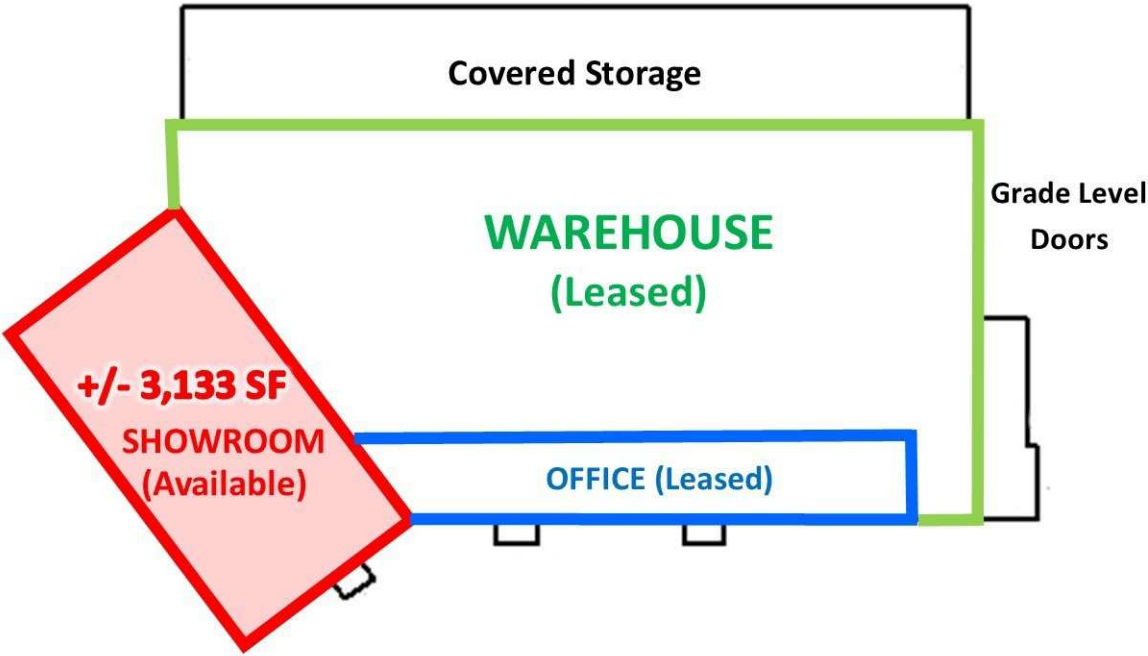 Covered Storage
Grade Level
Doors
WAREHOUSE
(Leased)
+/- 3,133 SF
SHOWROOM
(Available)
OFFICE (Leased)